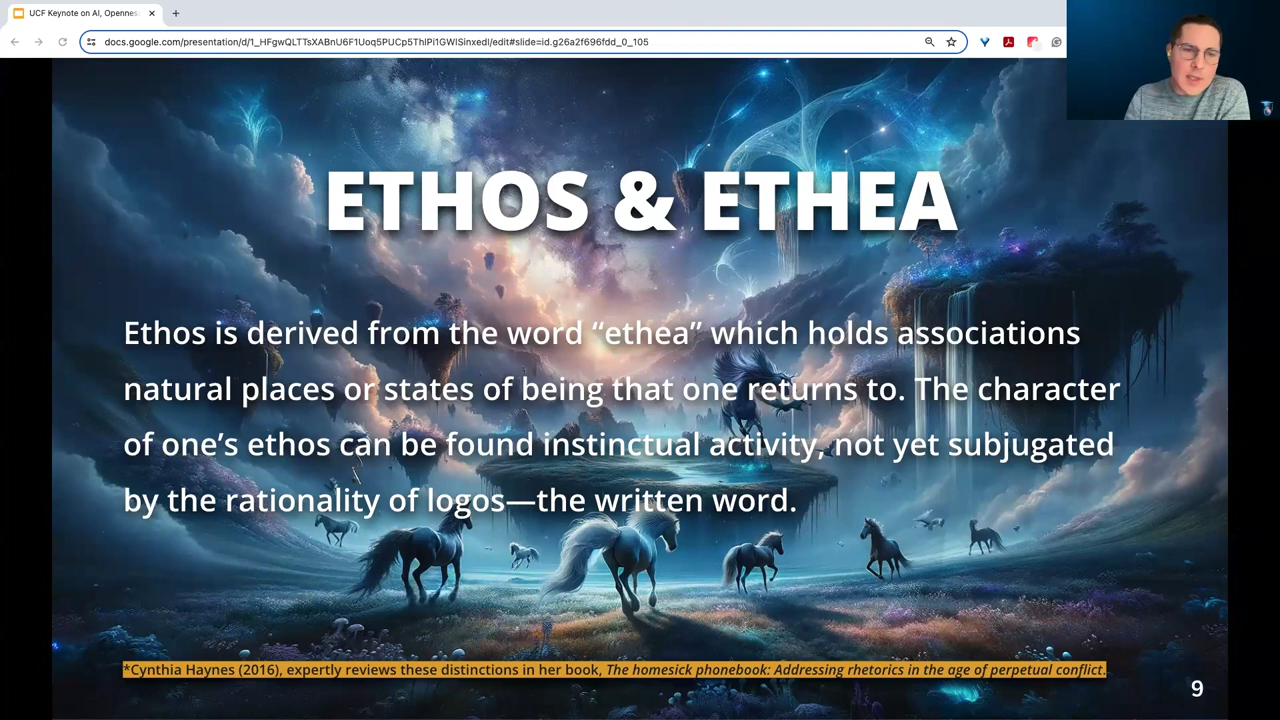 UCF Keynote on AI, Opennes
docs.google.com/presentation/d/1_HFgwQLTTsXABnU6F1Uoq5PUCp5ThlPi1GWISinxedI/edit#slide=id.g26a2f696fdd_0_105
ETHOS & ETHEA
Ethos is derived from the word “ethea” which holds associations
natural places or states of being that one returns to. The character
of one’s ethos can be found instinctual activity, not yet subjugated
by the rationality of logos—the written word.
*Cynthia Haynes (2016), expertly reviews these distinctions in her book, The homesick phonebook: Addressing rhetorics in the age of perpetual conflict.
9